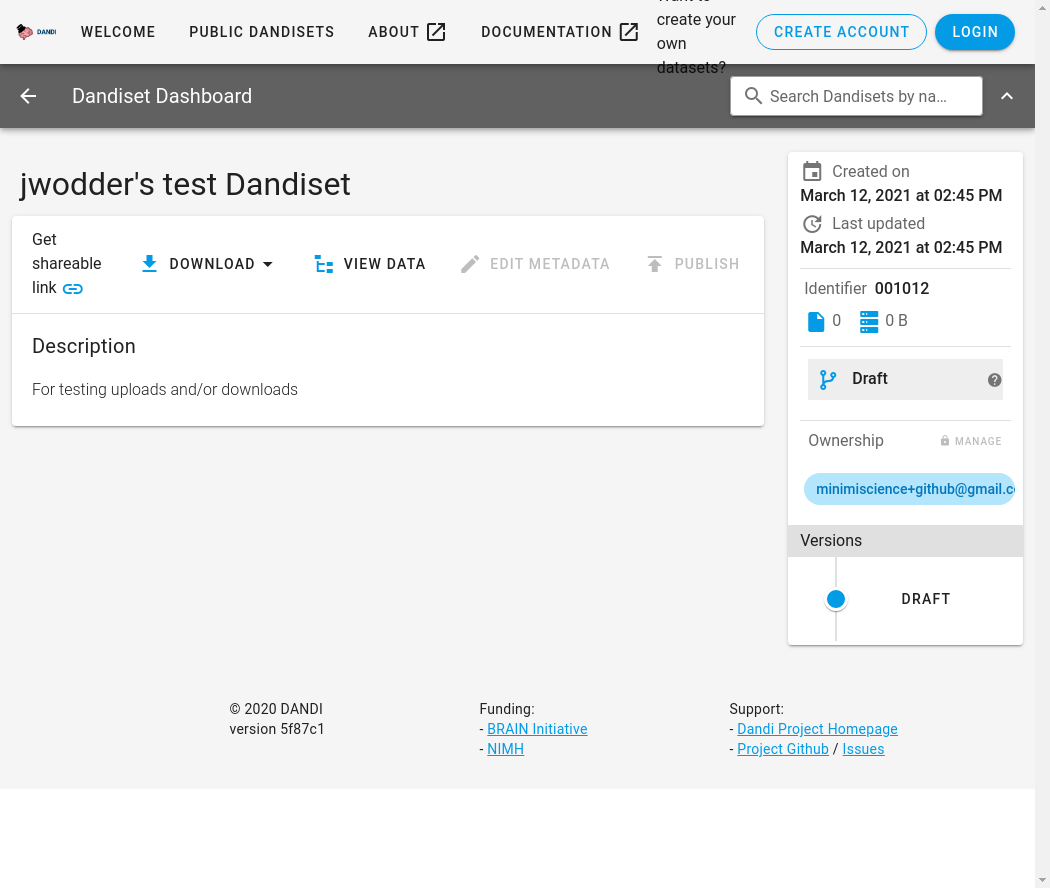 DANDI
WELCOME
PUBLIC DANDISETS
ABOUT
DOCUMENTATION
Want to
create your
own
datasets?
CREATE ACCOUNT
LOGIN
Dandiset Dashboard
Search Dandisets by na…
jwodder's test Dandiset
Get
shareable
link
DOWNLOAD
VIEW DATA
EDIT METADATA
PUBLISH
Description
For testing uploads and/or downloads
Created on
March 12, 2021 at 02:45 PM
Last updated
March 12, 2021 at 02:45 PM
Identifier 001012
0 0 B
Draft
?
Ownership
MANAGE
minimiscience+github@gmail.c
Versions
DRAFT
© 2020 DANDI
version 5f87c1
Funding:
- BRAIN Initiative
- NIMH
Support:
- Dandi Project Homepage
- Project Github / Issues